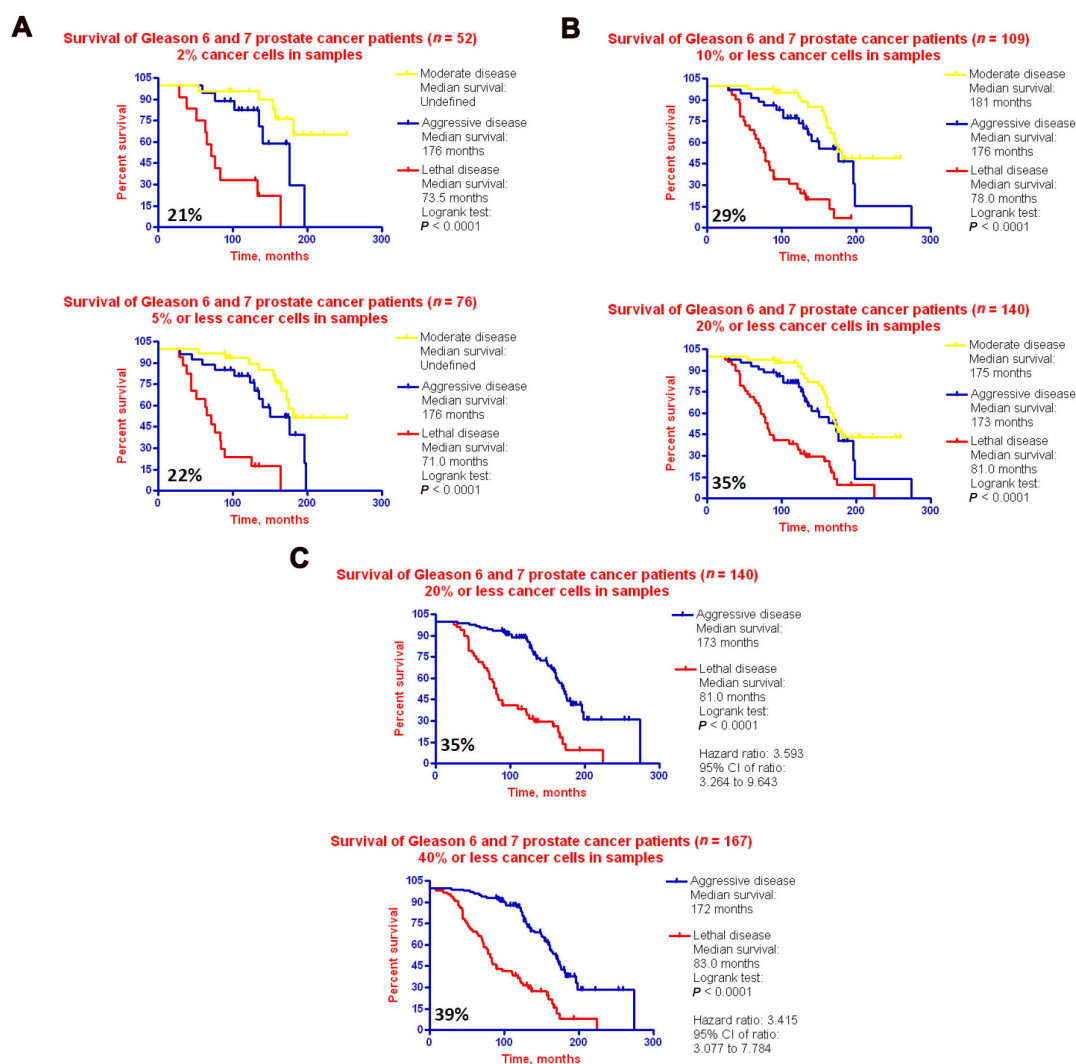 A
Survival of Gleason 6 and 7 prostate cancer patients (n = 52)
2% cancer cells in samples
Percent survival
105
90
75
60
45
30
15
0
0
100
200
300
Time, months
21%
Moderate disease
Median survival:
Undefined
Aggressive disease
Median survival:
176 months
Lethal disease
Median survival:
73.5 months
Logrank test:
P < 0.0001
Survival of Gleason 6 and 7 prostate cancer patients (n = 76)
5% or less cancer cells in samples
Percent survival
105
90
75
60
45
30
15
0
0
100
200
300
Time, months
22%
Moderate disease
Median survival:
Undefined
Aggressive disease
Median survival:
176 months
Lethal disease
Median survival:
71.0 months
Logrank test:
P < 0.0001
B
Survival of Gleason 6 and 7 prostate cancer patients (n = 109)
10% or less cancer cells in samples
Percent survival
105
90
75
60
45
30
15
0
0
100
200
300
Time, months
29%
Moderate disease
Median survival:
181 months
Aggressive disease
Median survival:
176 months
Lethal disease
Median survival:
78.0 months
Logrank test:
P < 0.0001
Survival of Gleason 6 and 7 prostate cancer patients (n = 140)
20% or less cancer cells in samples
Percent survival
105
90
75
60
45
30
15
0
0
100
200
300
Time, months
35%
Moderate disease
Median survival:
175 months
Aggressive disease
Median survival:
173 months
Lethal disease
Median survival:
81.0 months
Logrank test:
P < 0.0001
C
Survival of Gleason 6 and 7 prostate cancer patients (n = 140)
20% or less cancer cells in samples
Percent survival
105
90
75
60
45
30
15
0
0
100
200
300
Time, months
35%
Aggressive disease
Median survival:
173 months
Lethal disease
Median survival:
81.0 months
Logrank test:
P < 0.0001
Hazard ratio: 3.593
95% CI of ratio:
3.264 to 9.643
Survival of Gleason 6 and 7 prostate cancer patients (n = 167)
40% or less cancer cells in samples
Percent survival
105
90
75
60
45
30
15
0
0
100
200
300
Time, months
39%
Aggressive disease
Median survival:
172 months
Lethal disease
Median survival:
83.0 months
Logrank test:
P < 0.0001
Hazard ratio: 3.415
95% CI of ratio:
3.077 to 7.784